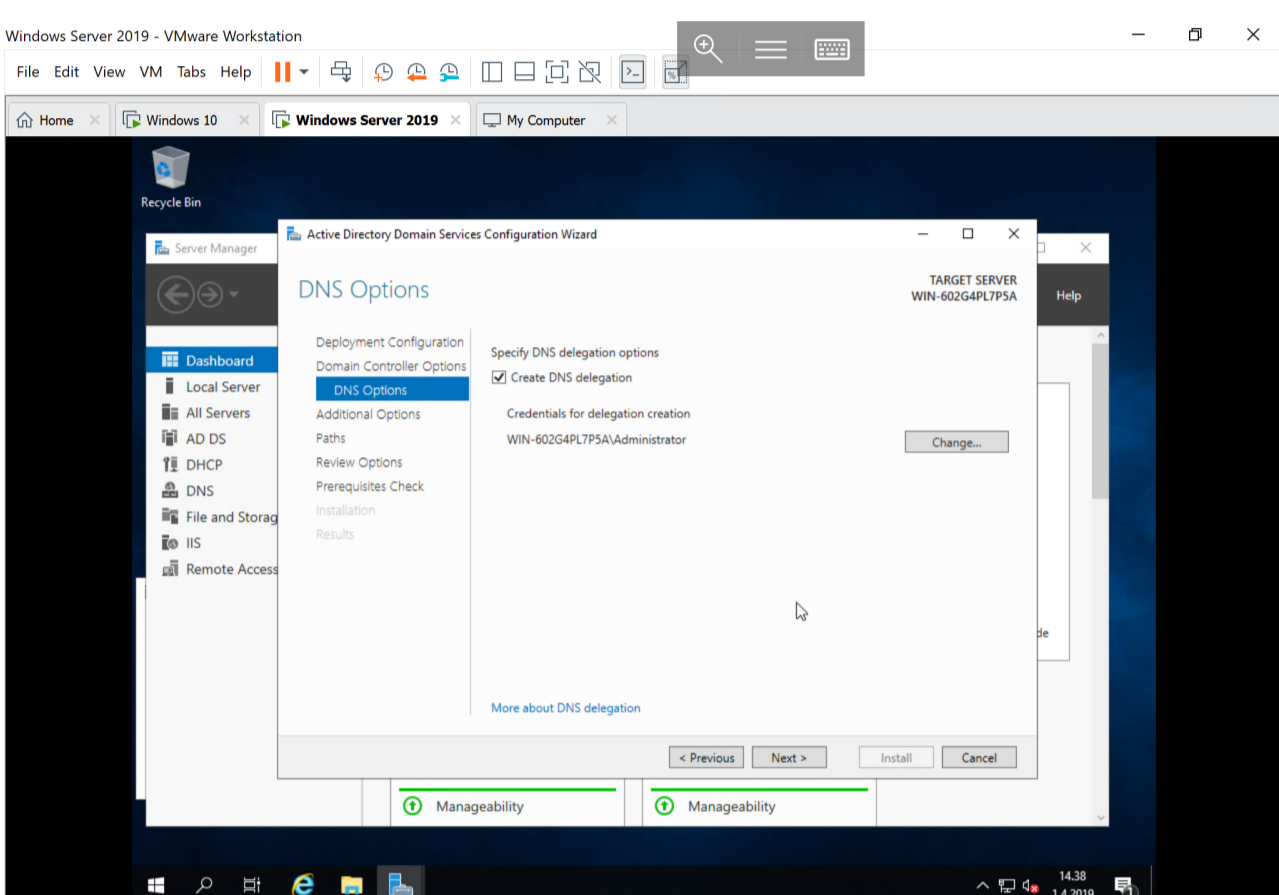 Windows Server 2019 - VMware Workstation
File Edit View VM Tabs Help
Home
Windows 10
Windows Server 2019
My Computer
Recycle Bin
Server Manager
Active Directory Domain Services Configuration Wizard
DNS Options
TARGET SERVER
WIN-602G4PL7P5A
Help
Dashboard
Local Server
All Servers
AD DS
DHCP
DNS
File and Storag
IIS
Remote Access
Deployment Configuration
Domain Controller Options
DNS Options
Additional Options
Paths
Review Options
Prerequisites Check
Installation
Results
Specify DNS delegation options
Create DNS delegation
Credentials for delegation creation
WIN-602G4PL7P5A\Administrator
Change...
de
More about DNS delegation
< Previous
Next >
Install
Cancel
Manageability
Manageability
14.38
1.4.2019